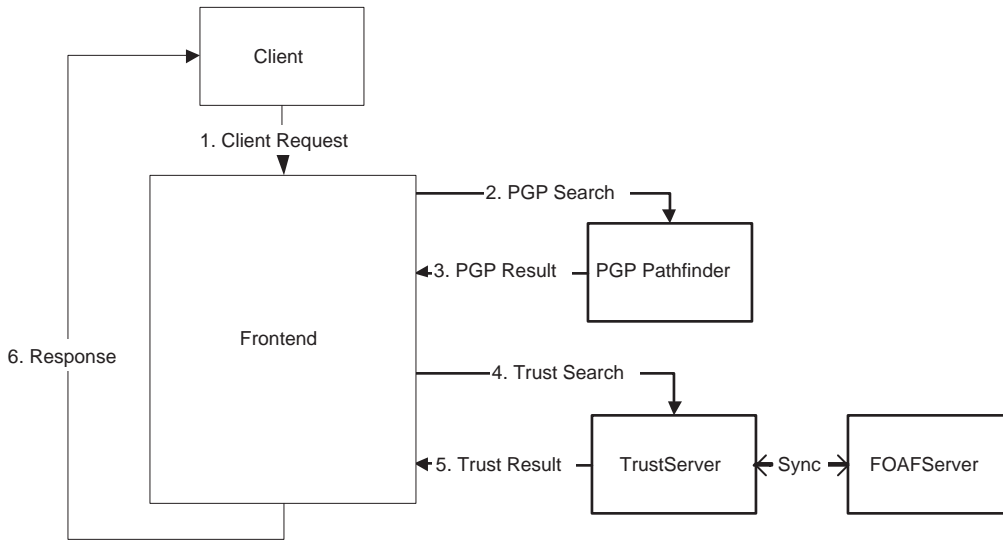 Client
1. Client Request
2. PGP Search
3. PGP Result
PGP Pathfinder
Frontend
6. Response
4. Trust Search
5. Trust Result
TrustServer
Sync
FOAFServer